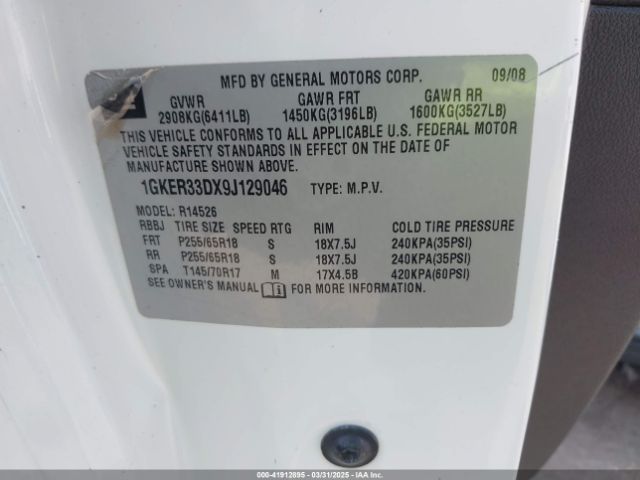 MFD BY GENERAL MOTORS CORP. 09/08
GVWR GAWR FRT GAWR RR
2908KG(6411LB) 1450KG(3196LB) 1600KG(3527LB)
THIS VEHICLE CONFORMS TO ALL APPLICABLE U.S. FEDERAL MOTOR
VEHICLE SAFETY STANDARDS IN EFFECT ON THE DATE OF
MANUFACTURE SHOWN ABOVE.
1GKER33DX9J129046 TYPE: M.P.V.
MODEL: R14526
RBBJ TIRE SIZE SPEED RTG RIM COLD TIRE PRESSURE
FRT P255/65R18 S 18X7.5J 240KPA(35PSI)
RR P255/65R18 S 18X7.5J 240KPA(35PSI)
SPA T145/70R17 M 17X4.5B 420KPA(60PSI)
SEE OWNER'S MANUAL FOR MORE INFORMATION.
000-41912695 - 03/31/2025 - IAAI.com